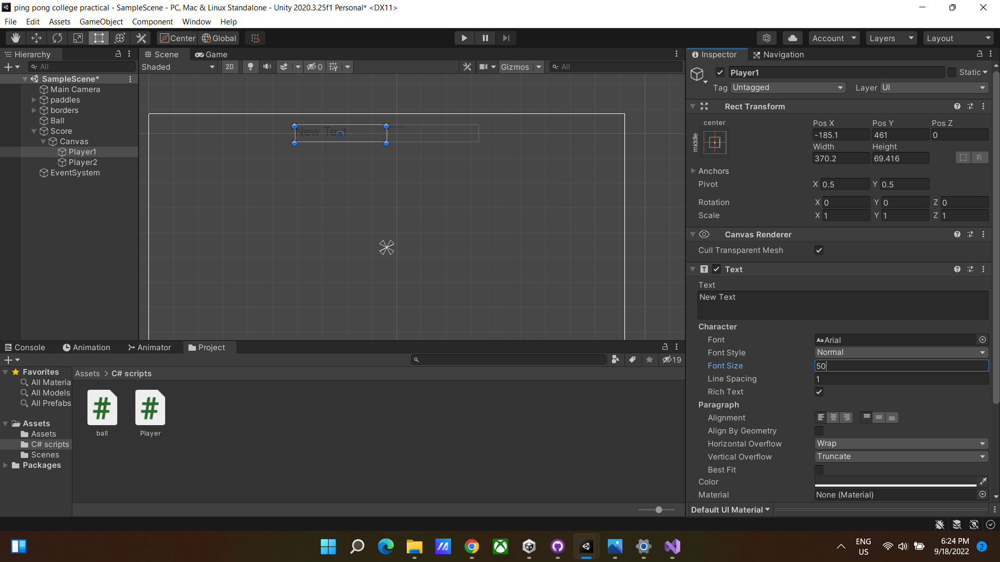 ping pong college practical - SampleScene - PC, Mac & Linux Standalone - Unity 2020.3.25f1 Personal* <DX11>
File Edit Assets GameObject Component Window Help
Center Global Account Layers Layout
Hierarchy
All
SampleScene*
Main Camera
paddles
borders
Ball
Score
Canvas
Player1
Player2
EventSystem
Scene Game
Shaded 2D 0 Gizmos All
New Text
Inspector Navigation
Player1 Static
Tag Untagged Layer UI
Rect Transform
center
middle
Pos X Pos Y Pos Z
-185.1 461 0
Width Height
370.2 69.416 R
Anchors
Pivot X 0.5 Y 0.5
Rotation X 0 Y 0 Z 0
Scale X 1 Y 1 Z 1
Canvas Renderer
Cull Transparent Mesh
T Text
Text
New Text
Character
Font Aa Arial
Font Style Normal
Font Size 50
Line Spacing 1
Rich Text
Paragraph
Alignment
Align By Geometry
Horizontal Overflow Wrap
Vertical Overflow Truncate
Best Fit
Color
Material None (Material)
Default UI Material
Console Animation Animator Project
19
Favorites
All Materia
All Models
All Prefabs
Assets
Assets
C# scripts
Scenes
Packages
Assets > C# scripts
# #
ball Player
ENG
US
6:24 PM
9/18/2022
2